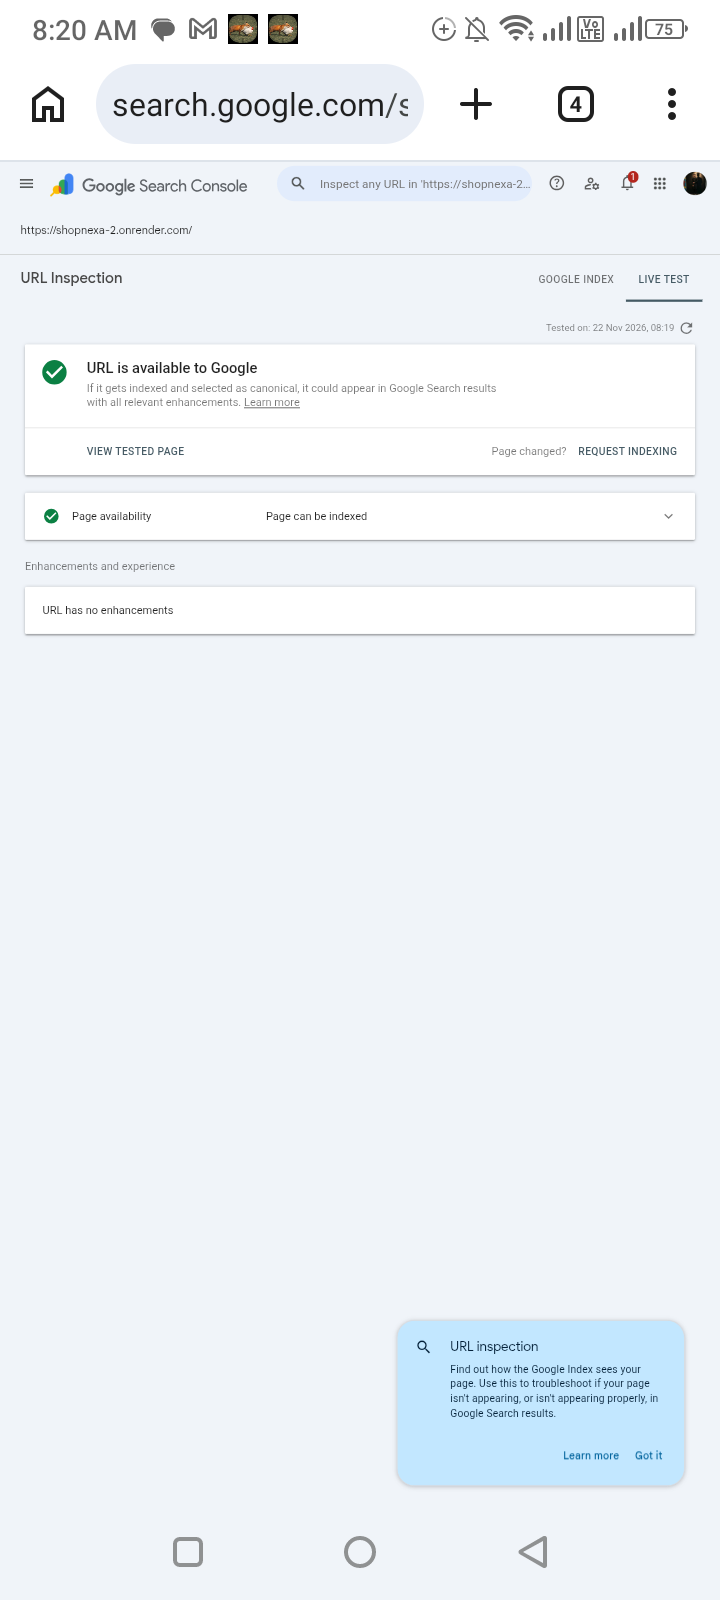 8:20 AM
Vo LTE
75
search.google.com/s
4
Google Search Console
Inspect any URL in 'https://shopnexa-2...
1
https://shopnexa-2.onrender.com/
URL Inspection
GOOGLE INDEX
LIVE TEST
Tested on: 22 Nov 2026, 08:19
URL is available to Google
If it gets indexed and selected as canonical, it could appear in Google Search results
with all relevant enhancements. Learn more
VIEW TESTED PAGE
Page changed?
REQUEST INDEXING
Page availability
Page can be indexed
Enhancements and experience
URL has no enhancements
URL inspection
Find out how the Google Index sees your
page. Use this to troubleshoot if your page
isn't appearing, or isn't appearing properly, in
Google Search results.
Learn more
Got it